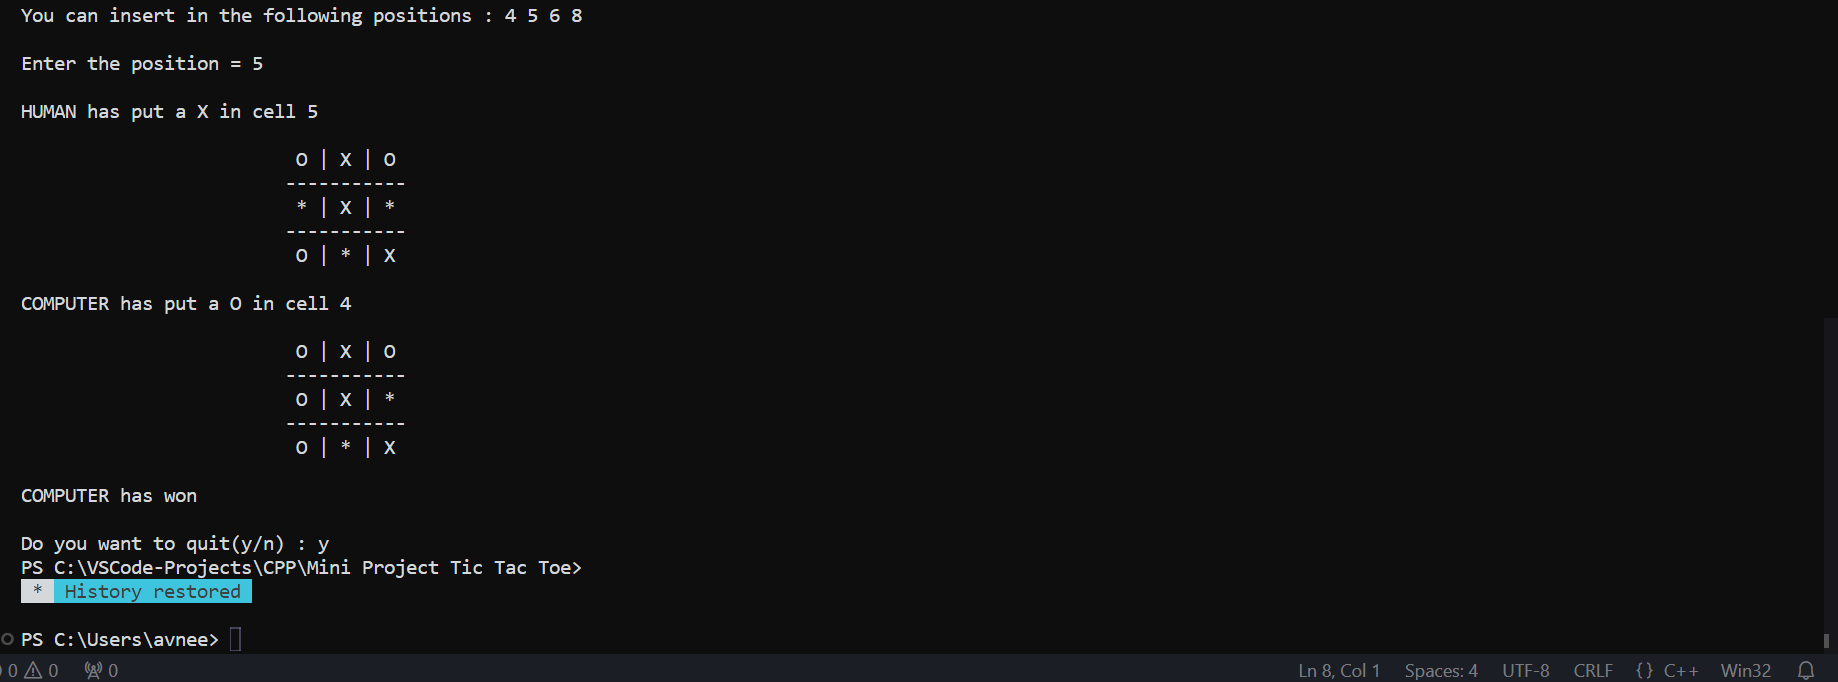 You can insert in the following positions : 4 5 6 8
Enter the position = 5
HUMAN has put a X in cell 5
O | X | O
-----------
* | X | *
-----------
O | * | X
COMPUTER has put a O in cell 4
O | X | O
-----------
O | X | *
-----------
O | * | X
COMPUTER has won
Do you want to quit(y/n) : y
PS C:\VSCode-Projects\CPP\Mini Project Tic Tac Toe>
* History restored
PS C:\Users\avnee>
0 0 0 Ln 8, Col 1 Spaces: 4 UTF-8 CRLF {} C++ Win32